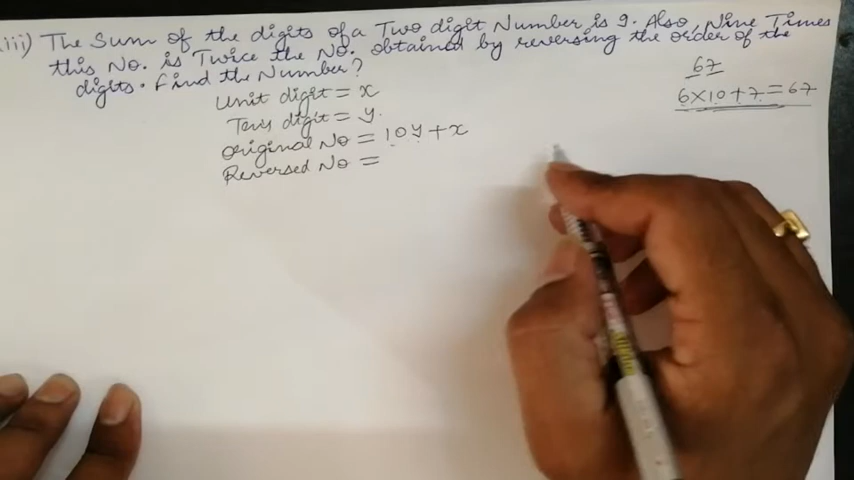 iii) The Sum of the digits of a Two digit Number is 9. Also, Nine Times
this No. is Twice the No. obtained by reversing the order of the
digits. Find the Number?
67
6×10+7=67
Unit digit = x
Tens digit = y.
Original No = 10y+x
Reversed No =